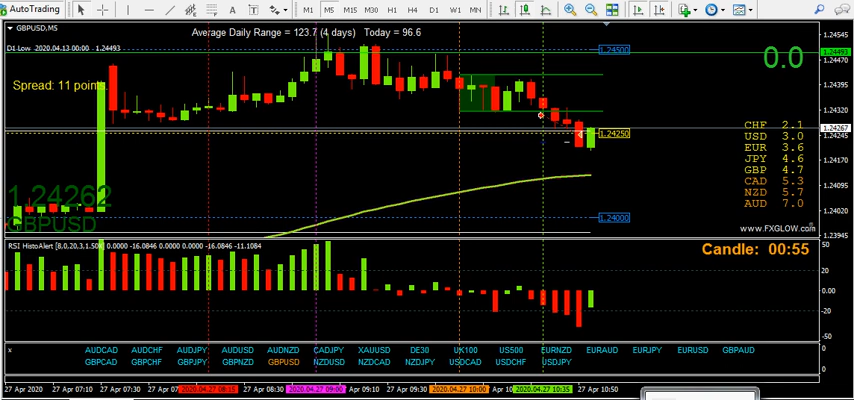 AutoTrading
M1 M5 M15 M30 H1 H4 D1 W1 MN
GBPUSD,M5
Average Daily Range = 123.7 (4 days) Today = 96.6
D1 Low 2020.04.13 00:00 1.24493
Spread: 11 points.
0.0
1.24500
1.24545
1.24493
1.24470
1.24395
1.24320
1.24267
1.24250
1.24170
1.24095
1.24020
1.23945
CHF 2.1
USD 3.0
EUR 3.6
JPY 4.6
GBP 4.7
CAD 5.3
NZD 5.7
AUD 7.0
1.24262
GBPUSD
1.24000
www.FXGLOW.com
RSI HistoAlert [8,0,20,3,1.50 0.0000 -16.0846 0.0000 -16.0846 -11.1084
Candle: 00:55
50
20
0.00
-20
-50
x AUDCAD AUDCHF AUDJPY AUDUSD AUDNZD CADJPY XAUUSD DE30 UK100 US500 EURNZD EURAUD EURJPY EURUSD GBPAUD
GBPCAD GBPCHF GBPJPY GBPNZD GBPUSD NZDUSD NZDCAD NZDJPY USDCAD USDCHF USDJPY
0
0
27 Apr 2020 27 Apr 07:10 27 Apr 07:30 27 Apr 07 2020.04.27 08:15 27 Apr 08:30 2020.04.27 09:00 Apr 09:10 27 Apr 09:30 2020.04.27 10:00 Apr 10 2020.04.27 10:35 27 Apr 10:50